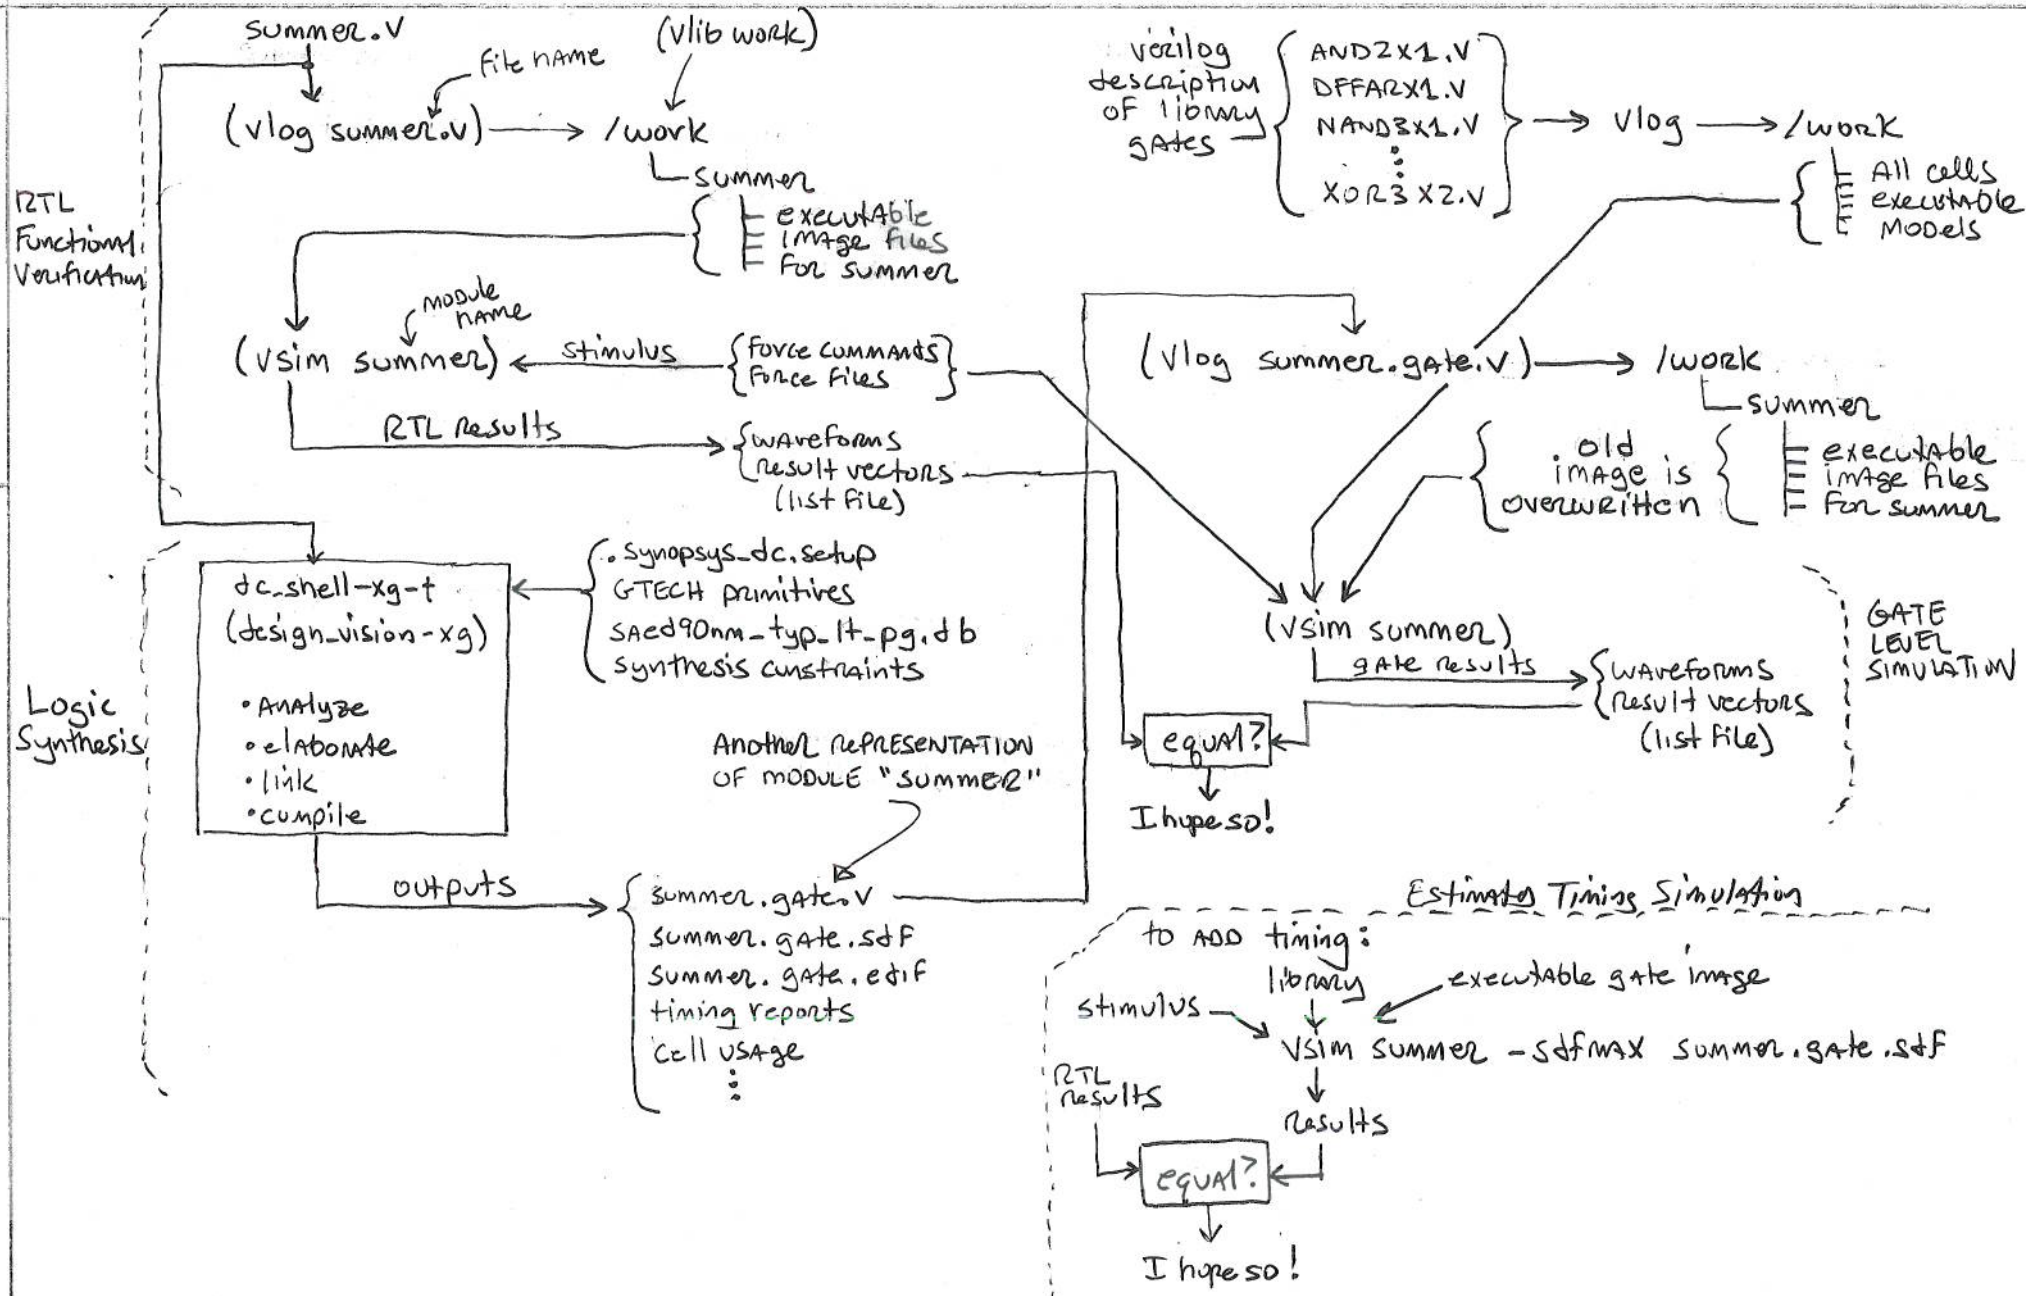 summer.v
file name
(vlib work)
(vlog summer.v)
/work
summer
executable
image files
for summer
RTL
Functional
Verification
module
name
(vsim summer)
stimulus
force commands
force files
RTL Results
waveforms
result vectors
(list file)
verilog
description
of library
gates
AND2X1.V
DFFARX1.V
NAND3X1.V
XOR3X2.V
vlog
/work
All cells
executable
models
(vlog summer.gate.v)
/work
summer
old
image is
overwritten
executable
image files
for summer
(vsim summer)
gate results
waveforms
result vectors
(list file)
equal?
I hope so!
GATE
LEVEL
SIMULATION
Logic
Synthesis
dc_shell-xg-t
(design_vision-xg)
• Analyze
• elaborate
• link
• compile
.synopsys_dc.setup
GTECH primitives
SAed90nm_typ_lt_pg.db
synthesis constraints
Another REPRESENTATION
OF MODULE "SUMMER"
outputs
summer.gate.v
summer.gate.sdf
summer.gate.edif
timing reports
cell usage
Timing Simulation
to ADD timing:
library
executable gate image
stimulus
vsim summer -sdfmax summer.gate.sdf
RTL
Results
Results
equal?
I hope so!